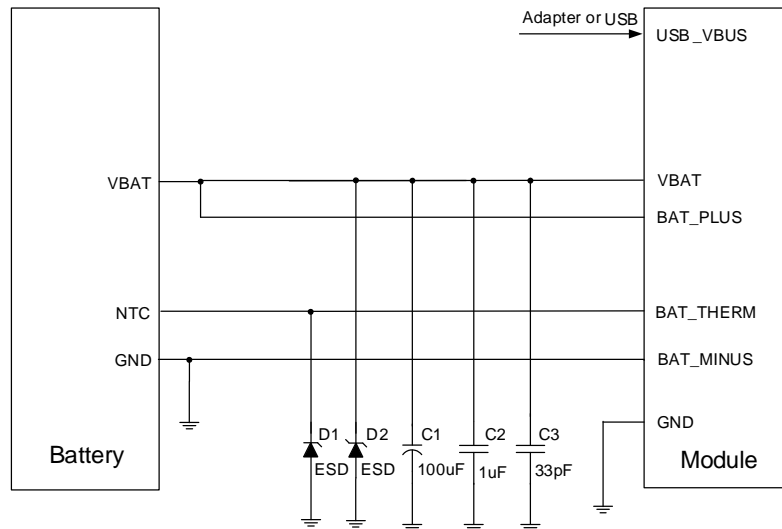 Adapter or USB
USB_VBUS
VBAT
VBAT
BAT_PLUS
NTC
BAT_THERM
GND
BAT_MINUS
GND
D1
D2
C1
C2
C3
ESD
ESD
100uF
1uF
33pF
Battery
Module